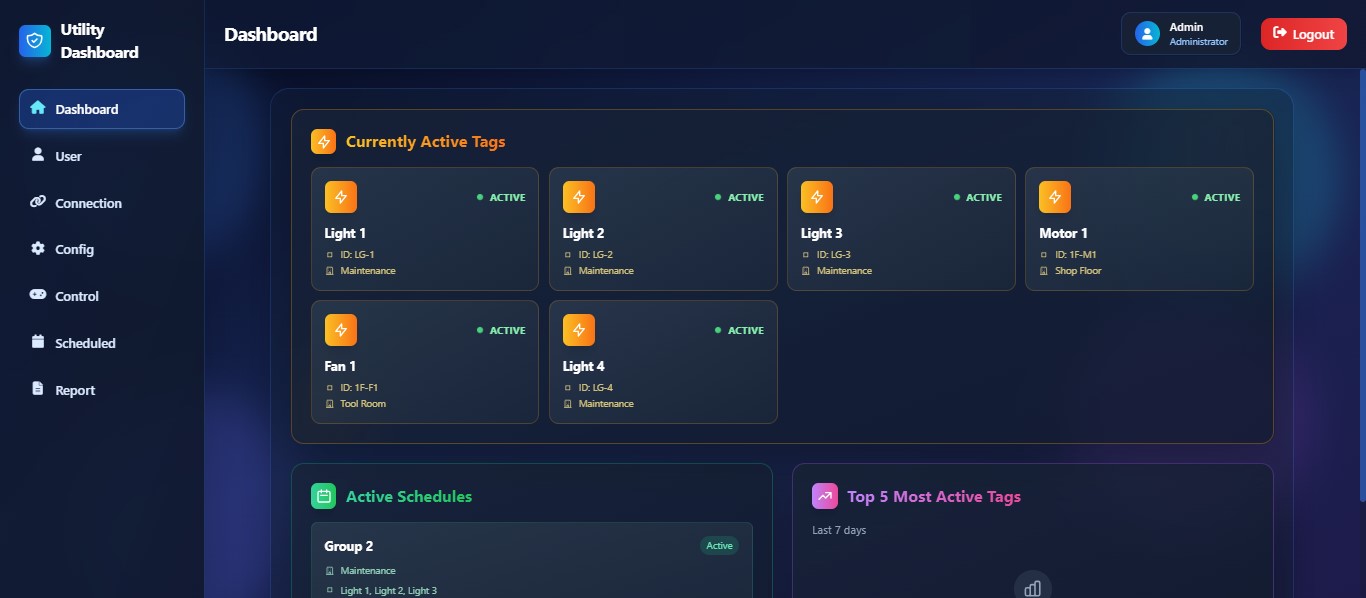 Utility
Dashboard
Dashboard
Admin
Administrator
Logout
Dashboard
User
Connection
Config
Control
Scheduled
Report
Currently Active Tags
ACTIVE
Light 1
ID: LG-1
Maintenance
ACTIVE
Light 2
ID: LG-2
Maintenance
ACTIVE
Light 3
ID: LG-3
Maintenance
ACTIVE
Motor 1
ID: 1F-M1
Shop Floor
ACTIVE
Fan 1
ID: 1F-F1
Tool Room
ACTIVE
Light 4
ID: LG-4
Maintenance
Active Schedules
Group 2
Active
Maintenance
Light 1, Light 2, Light 3
Top 5 Most Active Tags
Last 7 days